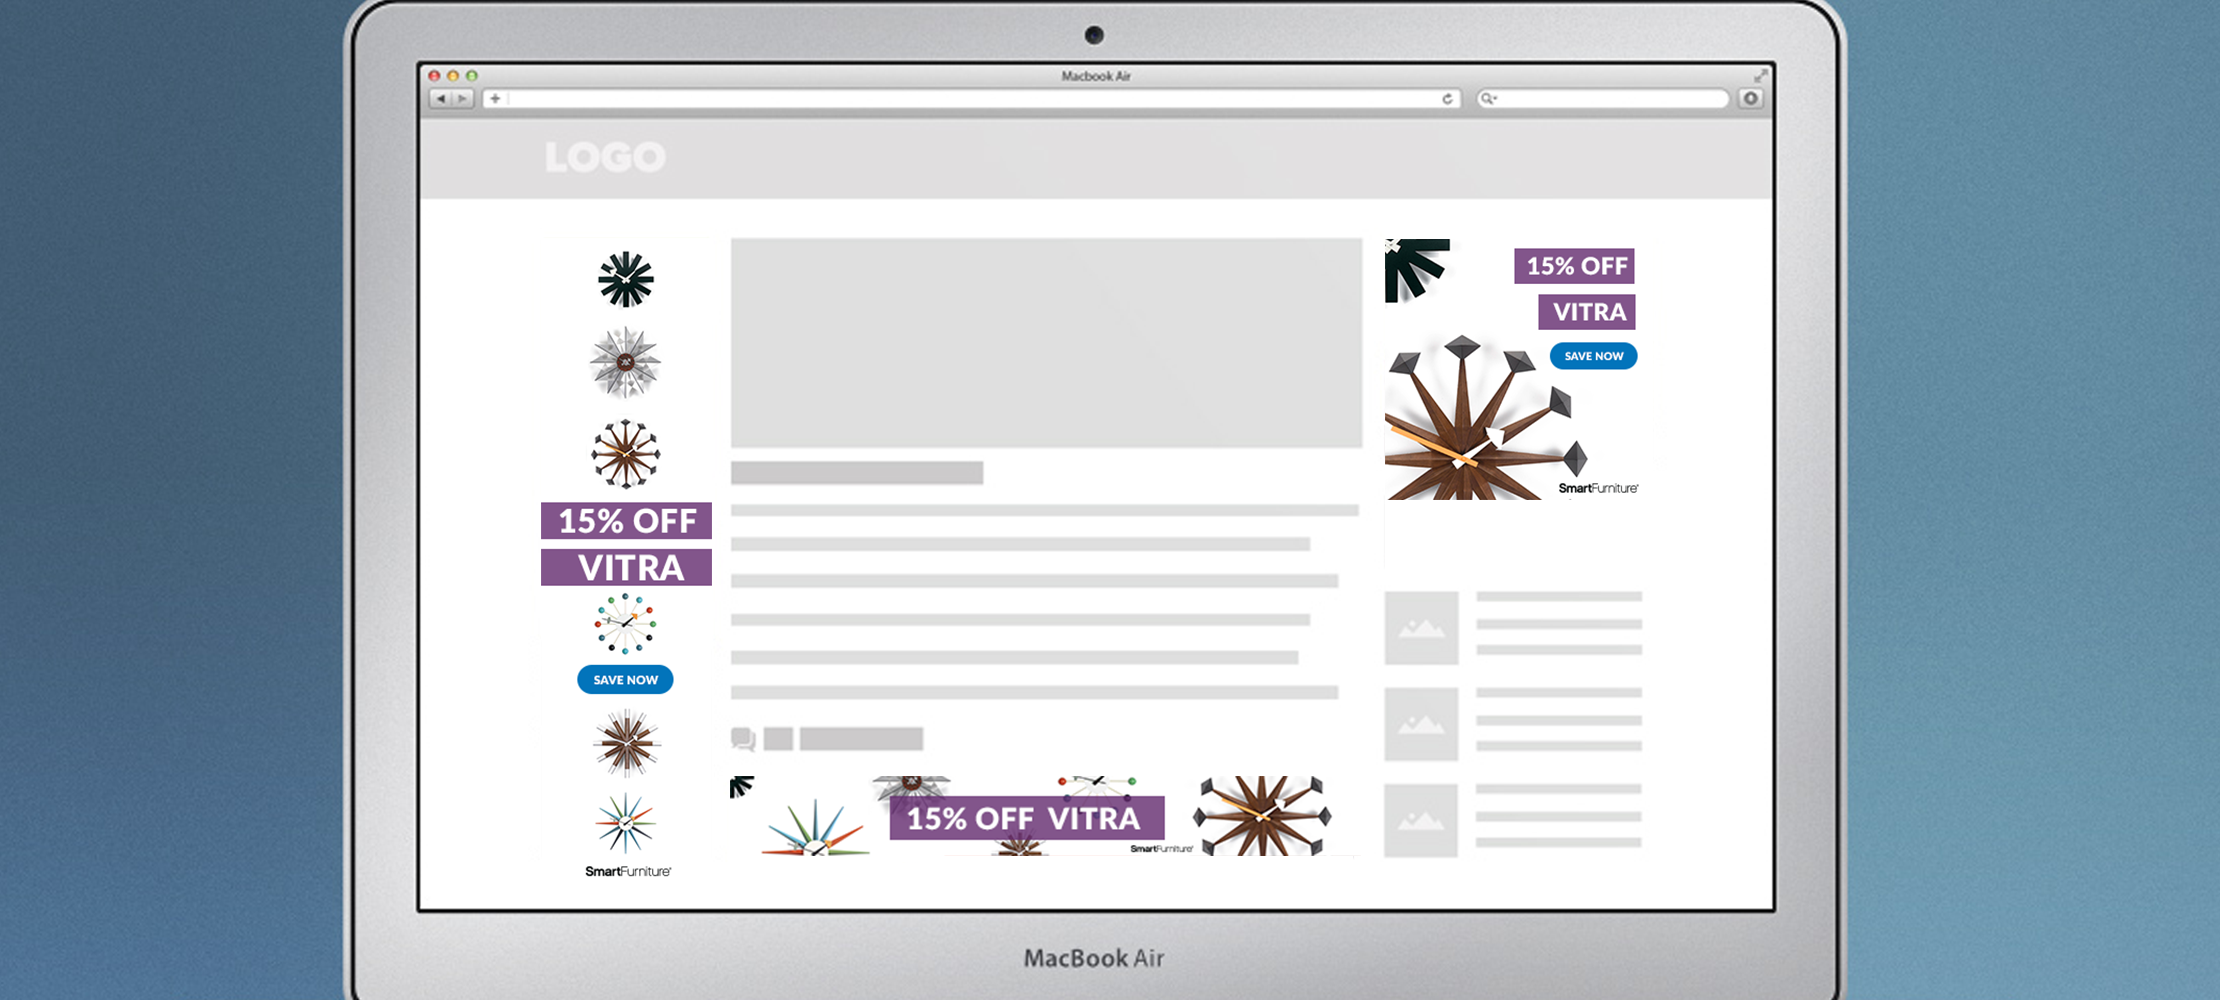 Macbook Air
LOGO
15% OFF
VITRA
SAVE NOW
SmartFurniture
15% OFF
VITRA
SAVE NOW
SmartFurniture
15% OFF VITRA
SmartFurniture
MacBook Air